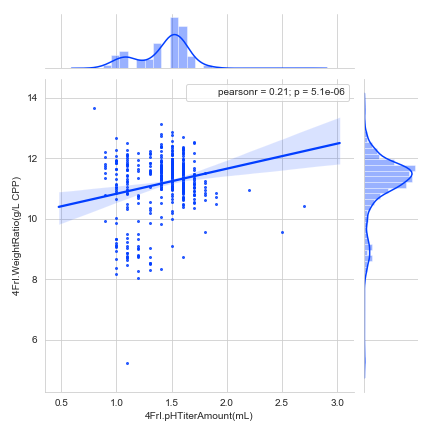 pearsonr = 0.21; p = 5.1e-06
14
12
10
8
6
4Frl.WeightRatio(g/L CPP)
0.5 1.0 1.5 2.0 2.5 3.0
4Frl.pHTiterAmount(mL)